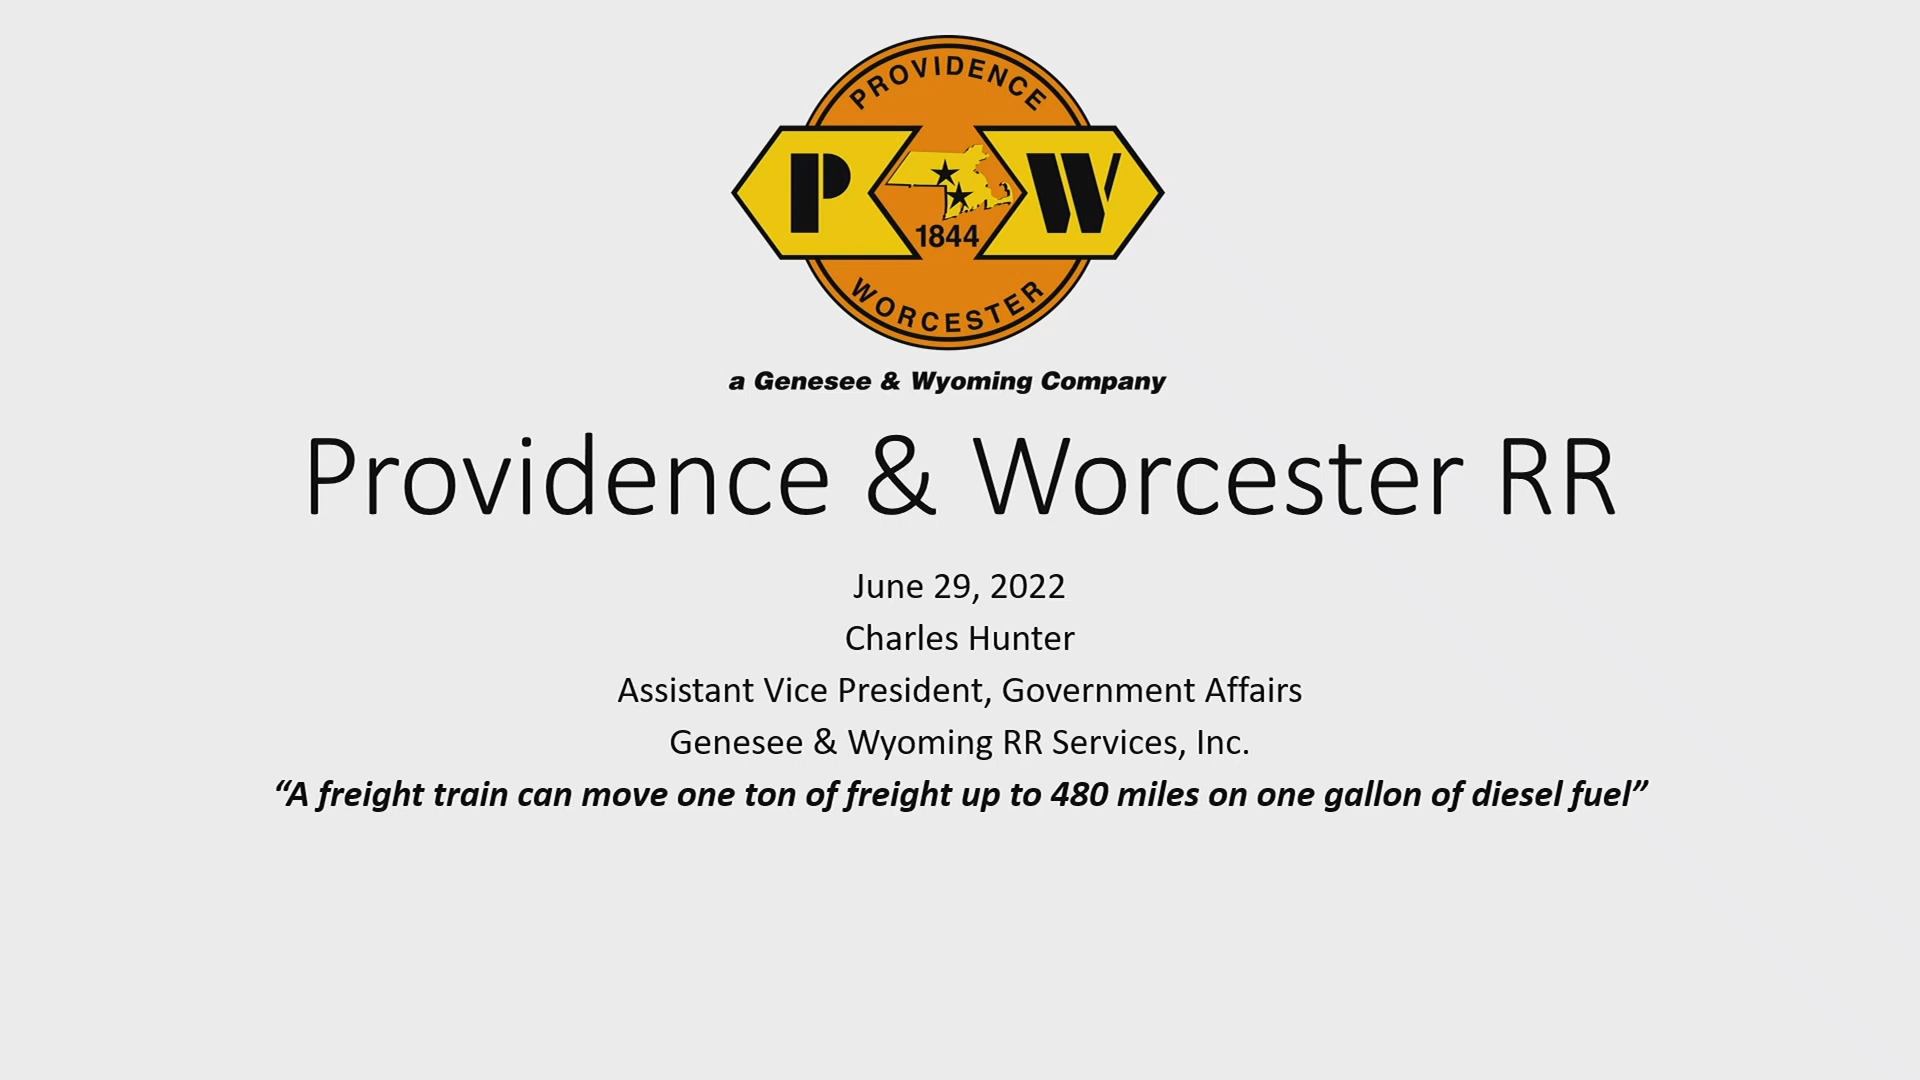 PROVIDENCE
P W
1844
WORCESTER
a Genesee & Wyoming Company
Providence & Worcester RR
June 29, 2022
Charles Hunter
Assistant Vice President, Government Affairs
Genesee & Wyoming RR Services, Inc.
“A freight train can move one ton of freight up to 480 miles on one gallon of diesel fuel”